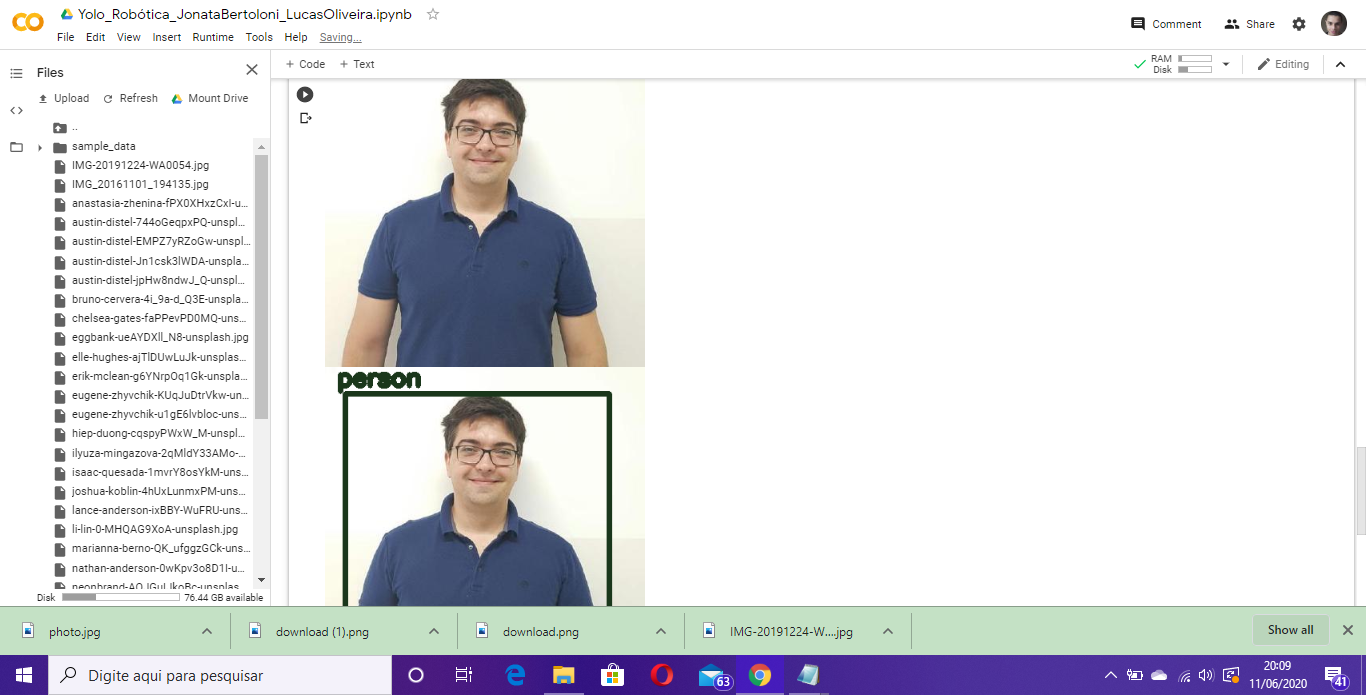 Yolo_Robótica_JonataBertoloni_LucasOliveira.ipynb
File Edit View Insert Runtime Tools Help Saving...
Comment Share
Files
+ Code + Text
RAM
Disk
Editing
Upload Refresh Mount Drive
..
sample_data
IMG-20191224-WA0054.jpg
IMG_20161101_194135.jpg
anastasia-zhenina-fPX0XHxzCxI-u...
austin-distel-744oGeqpxPQ-unspl...
austin-distel-EMPZ7yRZoGw-unspl...
austin-distel-Jn1csk3lWDA-unspla...
austin-distel-jpHw8ndwJ_Q-unspl...
bruno-cervera-4i_9a-d_Q3E-unspla...
chelsea-gates-faPPevPD0MQ-uns...
eggbank-ueAYDXll_N8-unsplash.jpg
elle-hughes-ajTlDUwLuJk-unsplas...
erik-mclean-g6YNrpOq1Gk-unspla...
eugene-zhyvchik-KUqJuDtrVkw-un...
eugene-zhyvchik-u1gE6lvbloc-uns...
hiep-duong-cqspyPWxW_M-unspl...
ilyuza-mingazova-2qMldY33AMo-...
isaac-quesada-1mvrY8osYkM-uns...
joshua-koblin-4hUxLunmxPM-uns...
lance-anderson-ixBBY-WuFRU-uns...
li-lin-0-MHQAG9XoA-unsplash.jpg
marianna-berno-QK_ufggzGCk-uns...
nathan-anderson-0wKpv3o8D1I-u...
Disk 76.44 GB available
person
photo.jpg
download (1).png
download.png
IMG-20191224-W....jpg
Show all
Digite aqui para pesquisar
63
20:09
11/06/2020
41